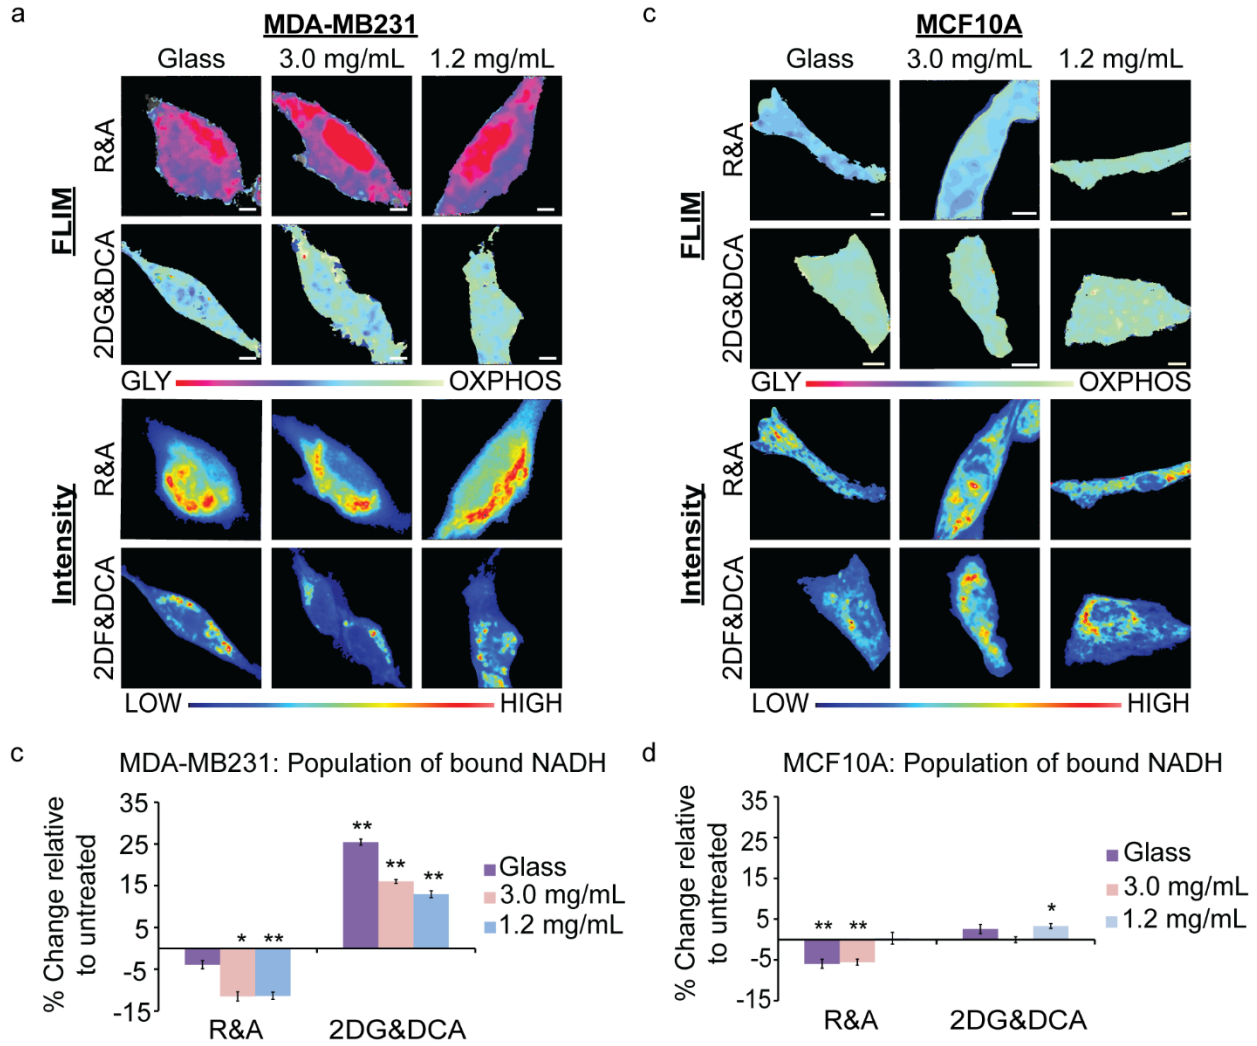 a
MDA-MB231
Glass 3.0 mg/mL 1.2 mg/mL
FLIM
R&A
2DG&DCA
GLY OXPHOS
Intensity
R&A
2DF&DCA
LOW HIGH
c
MCF10A
Glass 3.0 mg/mL 1.2 mg/mL
FLIM
R&A
2DG&DCA
GLY OXPHOS
Intensity
R&A
2DF&DCA
LOW HIGH
c
MDA-MB231: Population of bound NADH
% Change relative
to untreated
35
25
15
5
-5
-15
** ** **
* **
Glass
3.0 mg/mL
1.2 mg/mL
R&A 2DG&DCA
d
MCF10A: Population of bound NADH
% Change relative
to untreated
35
25
15
5
-5
-15
** ** *
Glass
3.0 mg/mL
1.2 mg/mL
R&A 2DG&DCA